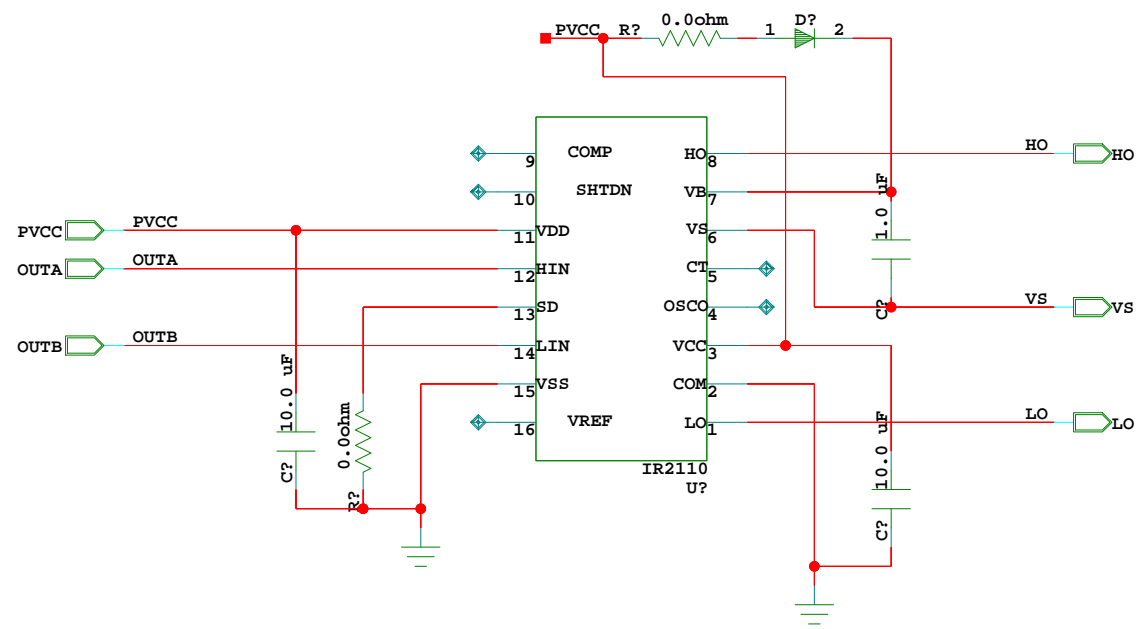 0.0ohm
D?
PVCC
R?
1
2
COMP
9
HO
8
HO
HO
SHTDN
10
VB
7
1.0 uF
PVCC
PVCC
VDD
11
VS
6
OUTA
OUTA
HIN
12
CT
5
SD
13
OSCO
4
C?
VS
VS
OUTB
OUTB
LIN
14
VCC
3
10.0 uF
VSS
15
COM
2
0.0ohm
VREF
16
LO
1
10.0 uF
LO
LO
C?
R?
IR2110
U?
C?